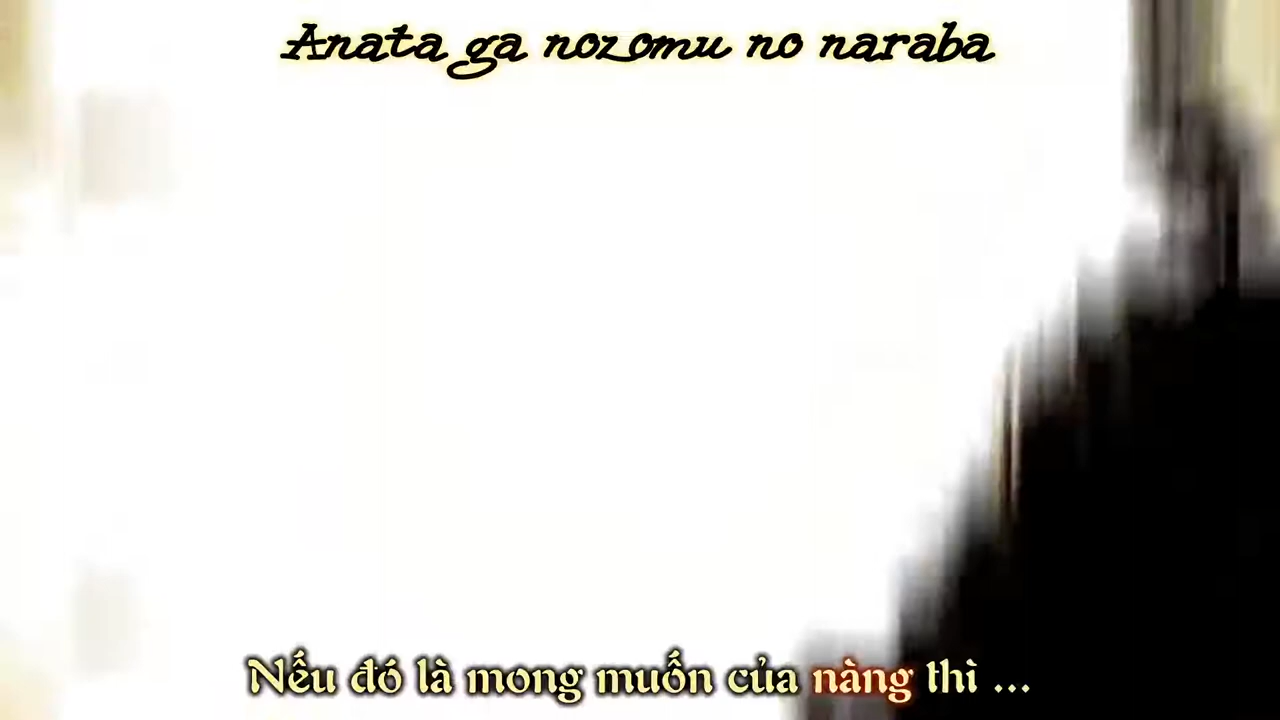 Anata ga nozomu no naraba
Nếu đó là mong muốn của nàng thì ...